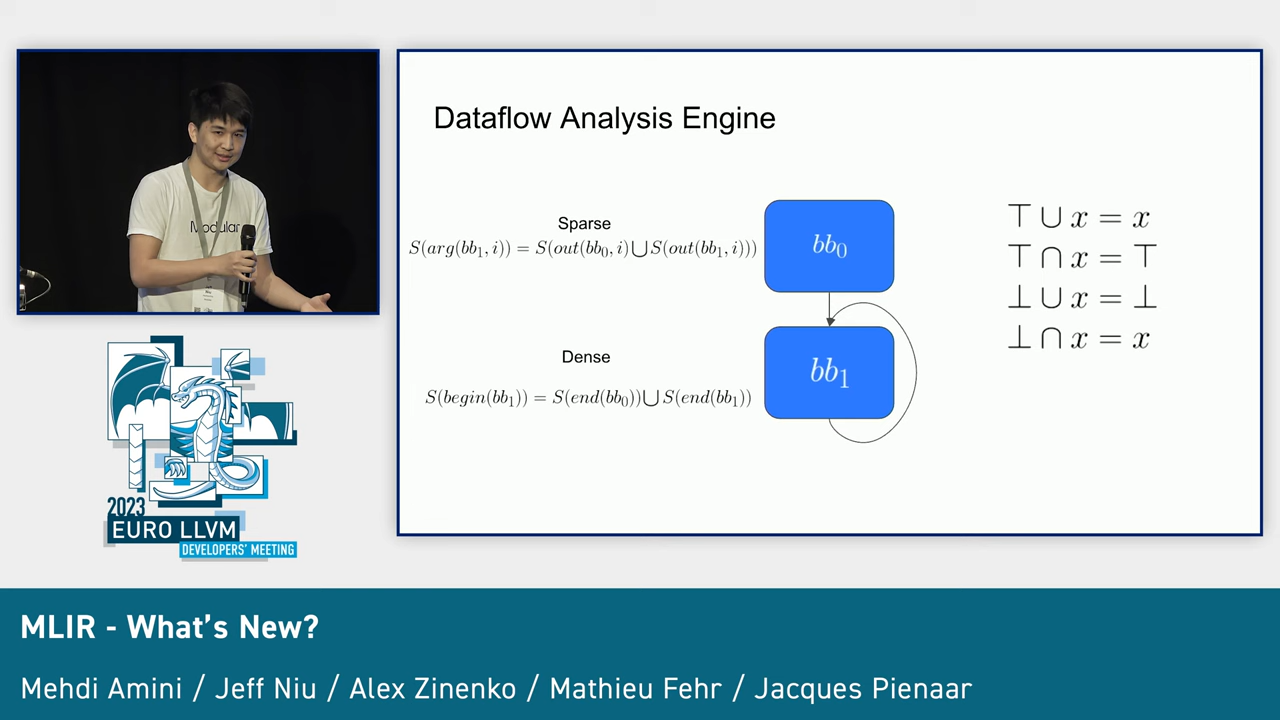 Dataflow Analysis Engine
Sparse
S(arg(bb₁, i)) = S(out(bb₀, i) ⋃ S(out(bb₁, i)))
Dense
S(begin(bb₁)) = S(end(bb₀)) ⋃ S(end(bb₁))
bb₀
bb₁
⊤ ∪ x = x
⊤ ∩ x = ⊤
⊥ ∪ x = ⊥
⊥ ∩ x = x
Modular
2023
EURO LLVM
DEVELOPERS' MEETING
MLIR - What's New?
Mehdi Amini / Jeff Niu / Alex Zinenko / Mathieu Fehr / Jacques Pienaar